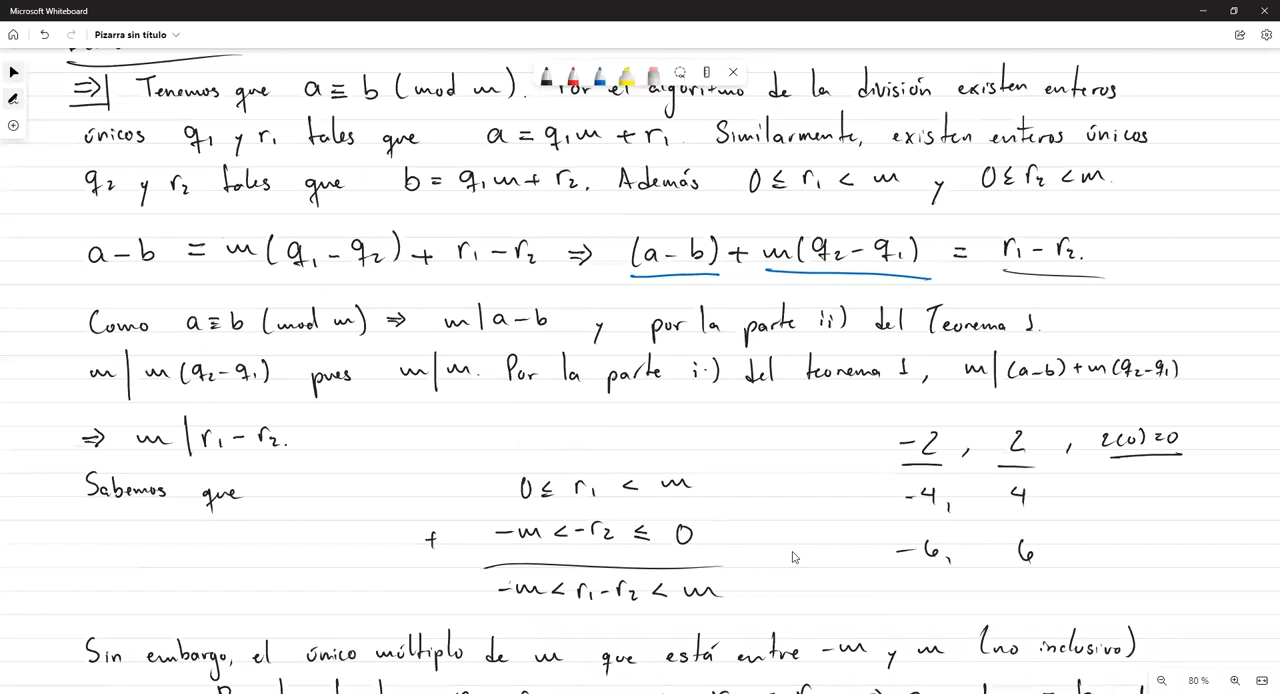 Microsoft Whiteboard
Pizarra sin título
⇒| Tenemos que a ≡ b (mod m). Por el algoritmo de la división existen enteros
únicos q₁ y r₁ tales que a = q₁m + r₁. Similarmente, existen enteros únicos
q₂ y r₂ tales que b = q₁m + r₂. Además 0 ≤ r₁ < m y 0 ≤ r₂ < m.
a - b = m(q₁ - q₂) + r₁ - r₂ ⇒ (a - b) + m(q₂ - q₁) = r₁ - r₂.
Como a ≡ b (mod m) ⇒ m | a - b y por la parte ii) del Teorema 1.
m | m(q₂ - q₁) pues m | m. Por la parte i.) del teorema 1, m | (a-b) + m(q₂-q₁)
⇒ m | r₁ - r₂.
-2, 2, 2(0)=0
Sabemos que 0 ≤ r₁ < m
-4, 4
+ -m < -r₂ ≤ 0
-6, 6
-m < r₁ - r₂ < m
Sin embargo, el único múltiplo de m que está entre -m y m (no inclusivo)
80 %